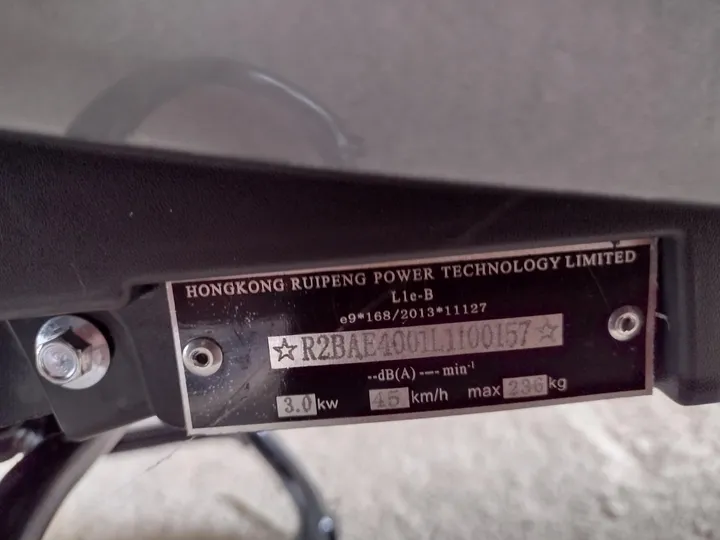 HONGKONG RUIPENG POWER TECHNOLOGY LIMITED
L1e-B
e9*168/2013*11127
☆R2BAE4001L1100157☆
--dB(A) ---- min-1
3.0 kw 45 km/h max 236 kg